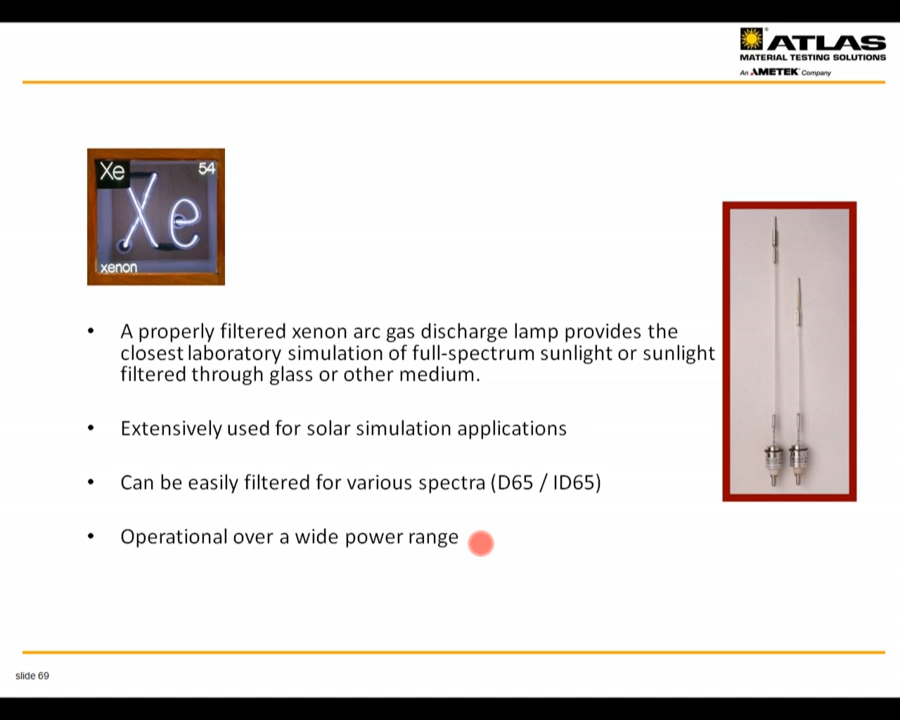 ATLAS
MATERIAL TESTING SOLUTIONS
An AMETEK Company
Xe 54
Xe
xenon
• A properly filtered xenon arc gas discharge lamp provides the
closest laboratory simulation of full-spectrum sunlight or sunlight
filtered through glass or other medium.
• Extensively used for solar simulation applications
• Can be easily filtered for various spectra (D65 / ID65)
• Operational over a wide power range
slide 69